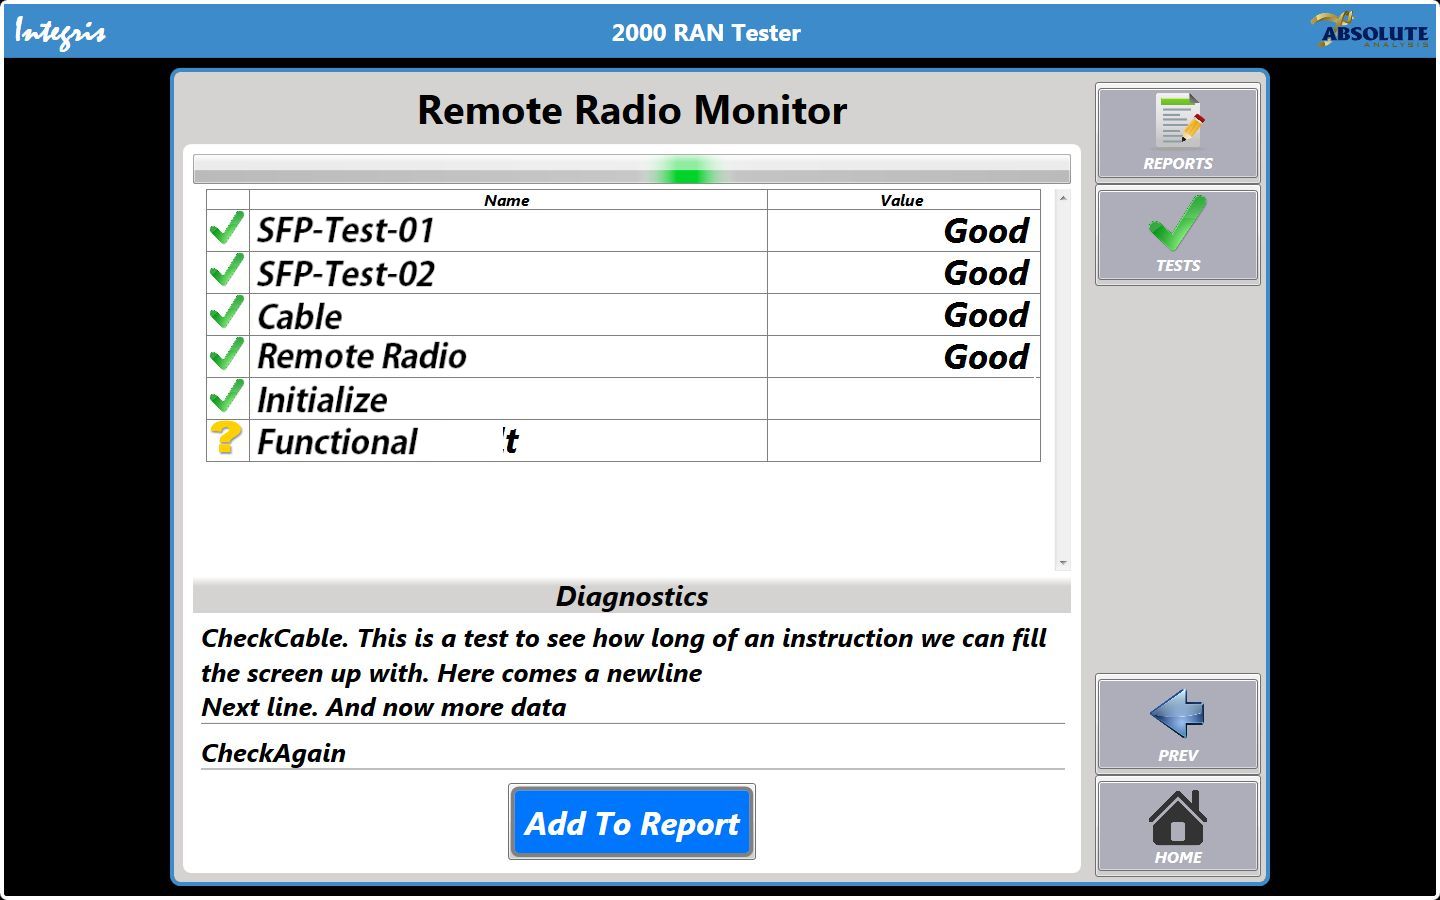 Integris
2000 RAN Tester
ABSOLUTE
ANALYSIS
Remote Radio Monitor
REPORTS
TESTS
Name Value
SFP-Test-01 Good
SFP-Test-02 Good
Cable Good
Remote Radio Good
Initialize
? Functional
Diagnostics
CheckCable. This is a test to see how long of an instruction we can fill
the screen up with. Here comes a newline
Next line. And now more data
CheckAgain
Add To Report
PREV
HOME